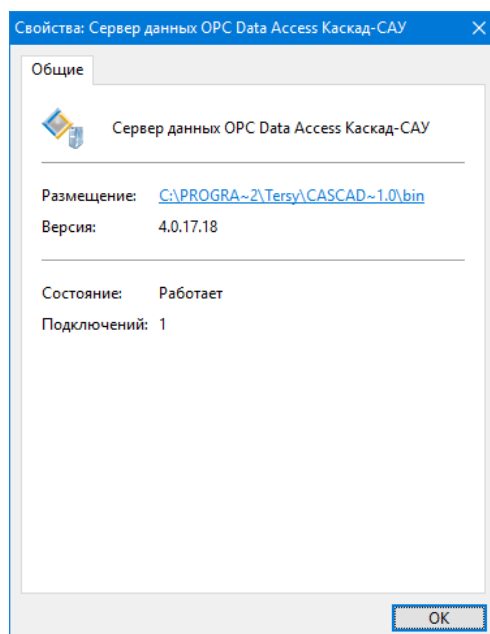 Свойства: Сервер данных OPC Data Access Каскад-САУ
Общие
Сервер данных OPC Data Access Каскад-САУ
Размещение: C:\PROGRA~2\Tersy\CASCAD~1.0\bin
Версия: 4.0.17.18
Состояние: Работает
Подключений: 1
OK